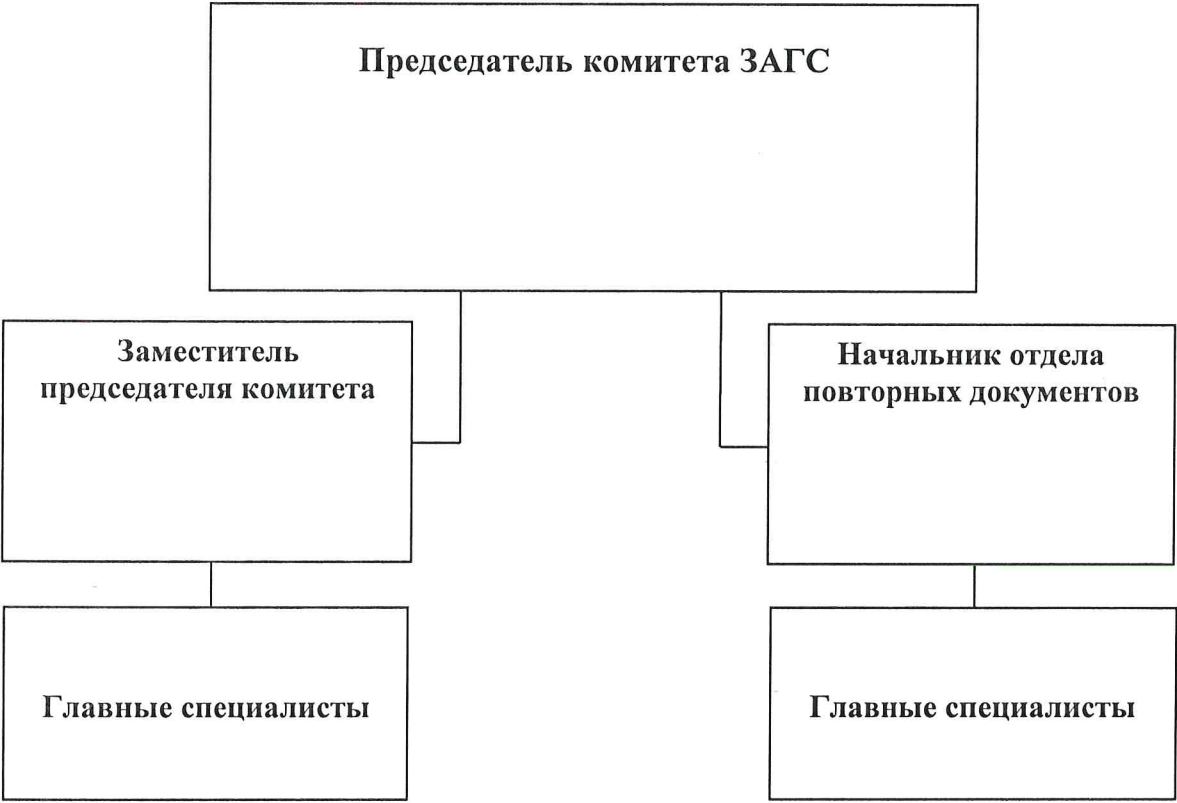 Председатель комитета ЗАГС
Заместитель
председателя комитета
Начальник отдела
повторных документов
Главные специалисты
Главные специалисты